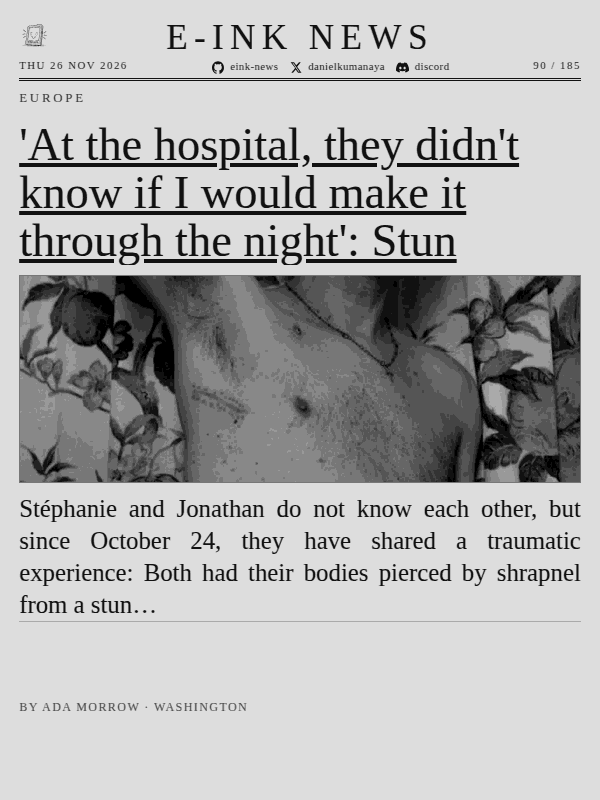 E-INK NEWS
THU 26 NOV 2026
eink-news danielkumanaya discord
90 / 185
EUROPE
'At the hospital, they didn't
know if I would make it
through the night': Stun
Stéphanie and Jonathan do not know each other, but
since October 24, they have shared a traumatic
experience: Both had their bodies pierced by shrapnel
from a stun…
BY ADA MORROW · WASHINGTON